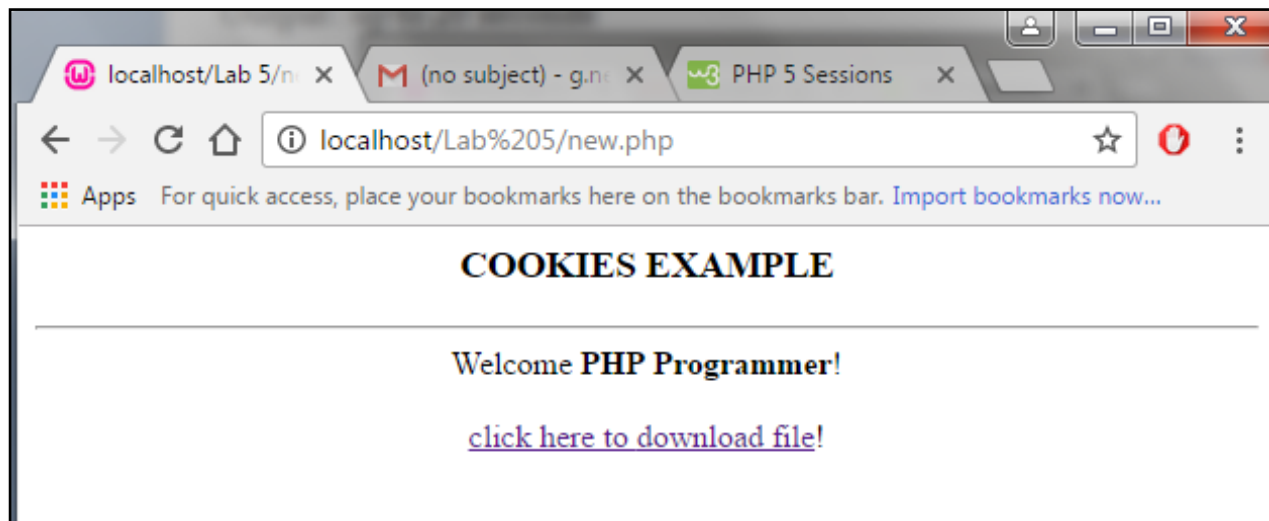 localhost/Lab 5/n
(no subject) - g.n
PHP 5 Sessions
localhost/Lab%205/new.php
Apps For quick access, place your bookmarks here on the bookmarks bar. Import bookmarks now...
COOKIES EXAMPLE
Welcome PHP Programmer!
click here to download file!